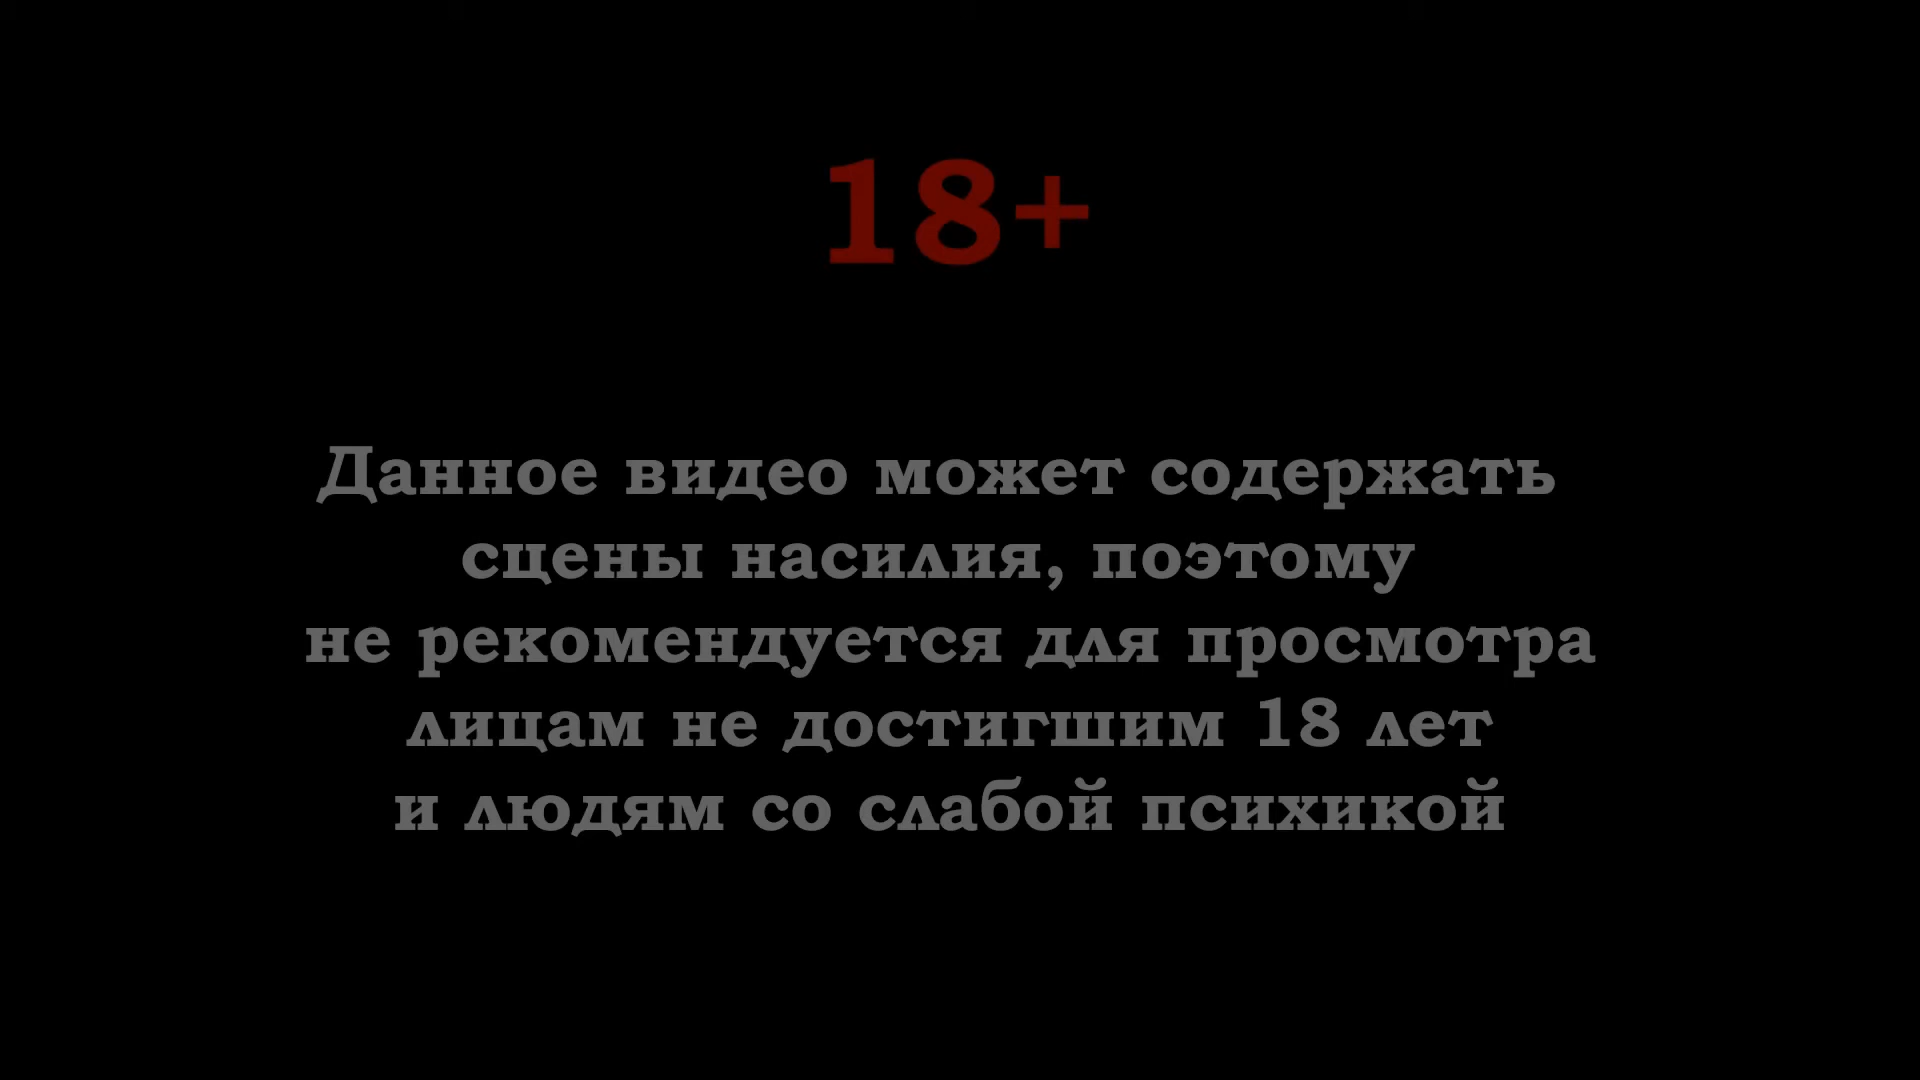 18+
Данное видео может содержать
сцены насилия, поэтому
не рекомендуется для просмотра
лицам не достигшим 18 лет
и людям со слабой психикой